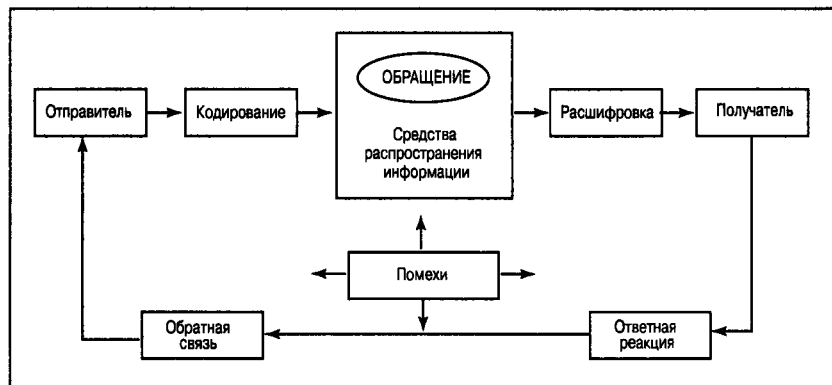 ОБРАЩЕНИЕ
Отправитель
Кодирование
Средства
распространения
информации
Расшифровка
Получатель
Помехи
Обратная
связь
Ответная
реакция